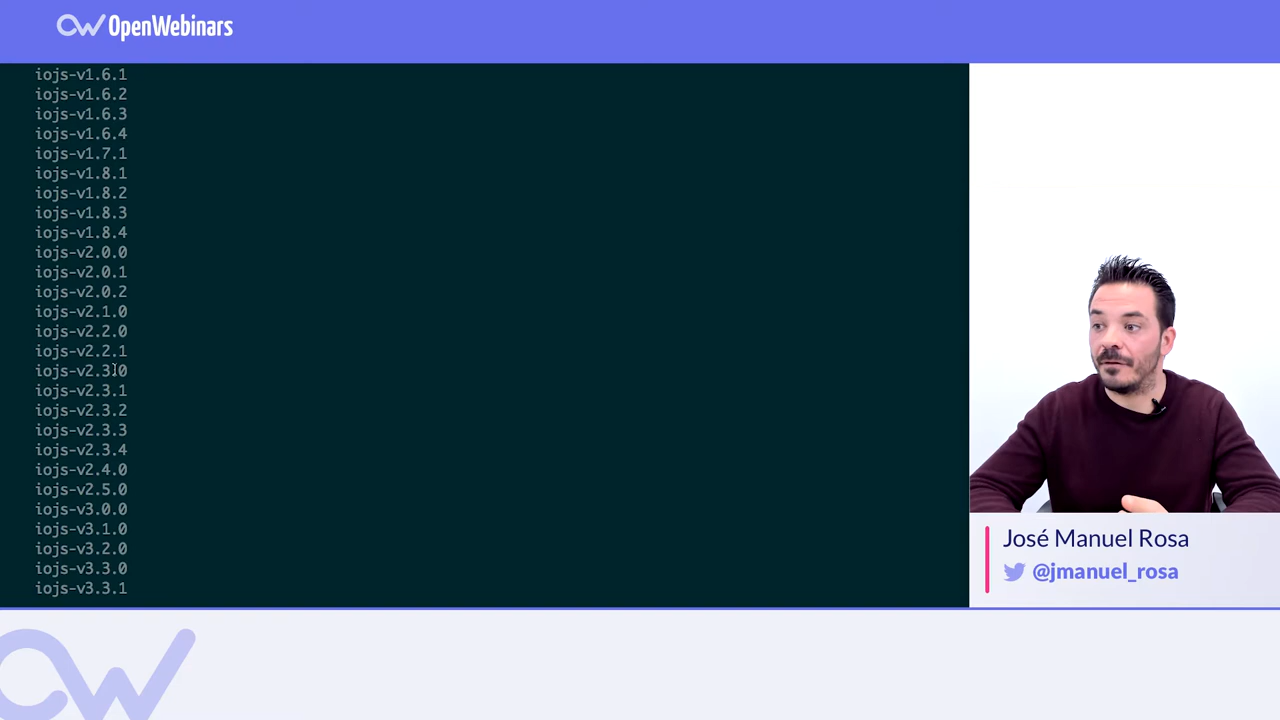 OpenWebinars
iojs-v1.6.1
iojs-v1.6.2
iojs-v1.6.3
iojs-v1.6.4
iojs-v1.7.1
iojs-v1.8.1
iojs-v1.8.2
iojs-v1.8.3
iojs-v1.8.4
iojs-v2.0.0
iojs-v2.0.1
iojs-v2.0.2
iojs-v2.1.0
iojs-v2.2.0
iojs-v2.2.1
iojs-v2.3.0
iojs-v2.3.1
iojs-v2.3.2
iojs-v2.3.3
iojs-v2.3.4
iojs-v2.4.0
iojs-v2.5.0
iojs-v3.0.0
iojs-v3.1.0
iojs-v3.2.0
iojs-v3.3.0
iojs-v3.3.1
José Manuel Rosa
@jmanuel_rosa